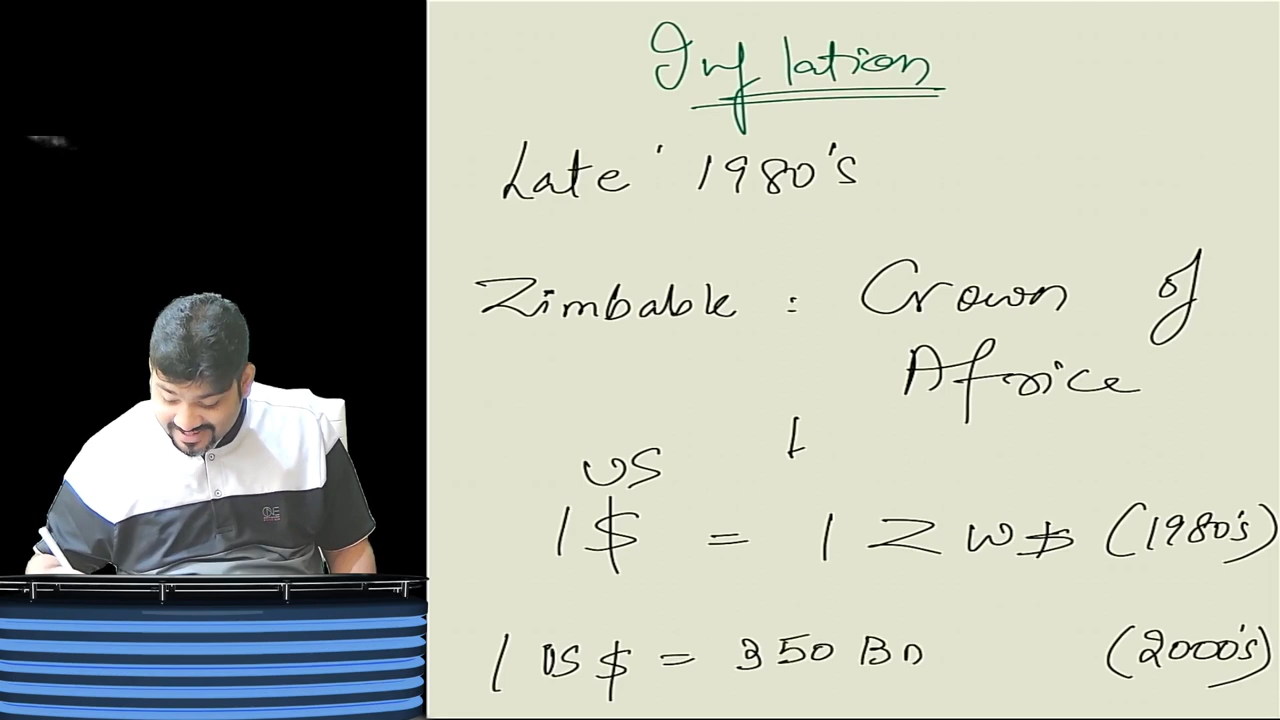 Inflation
Late ' 1980's
Zimbable : Crown of
Africe
US
1 $ = 1 ZW$ (1980's)
1 US $ = 350 Bn (2000's)